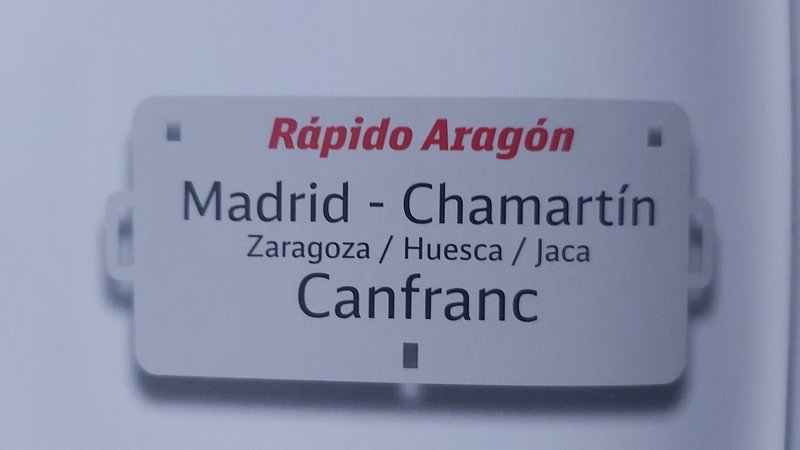 Rápido Aragón
Madrid - Chamartín
Zaragoza / Huesca / Jaca
Canfranc